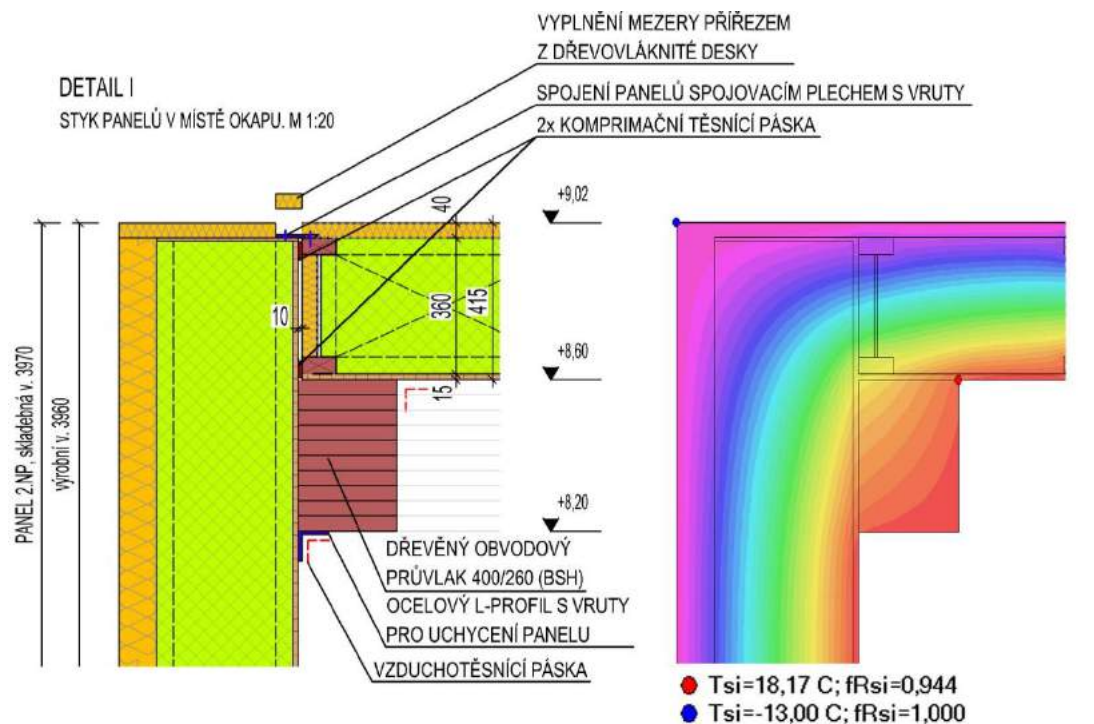 VYPLNĚNÍ MEZERY PŘÍŘEZEM
Z DŘEVOVLÁKNITÉ DESKY
DETAIL I
STYK PANELŮ V MÍSTĚ OKAPU. M 1:20
SPOJENÍ PANELŮ SPOJOVACÍM PLECHEM S VRUTY
2x KOMPRIMAČNÍ TĚSNÍCÍ PÁSKA
+9,02
40
10
360
415
+8,60
15
PANEL 2.NP, skladebná v. 3970
výrobní v. 3960
+8,20
DŘEVĚNÝ OBVODOVÝ
PRŮVLAK 400/260 (BSH)
OCELOVÝ L-PROFIL S VRUTY
PRO UCHYCENÍ PANELU
VZDUCHOTĚSNÍCÍ PÁSKA
Tsi=18,17 C; fRsi=0,944
Tsi=-13,00 C; fRsi=1,000